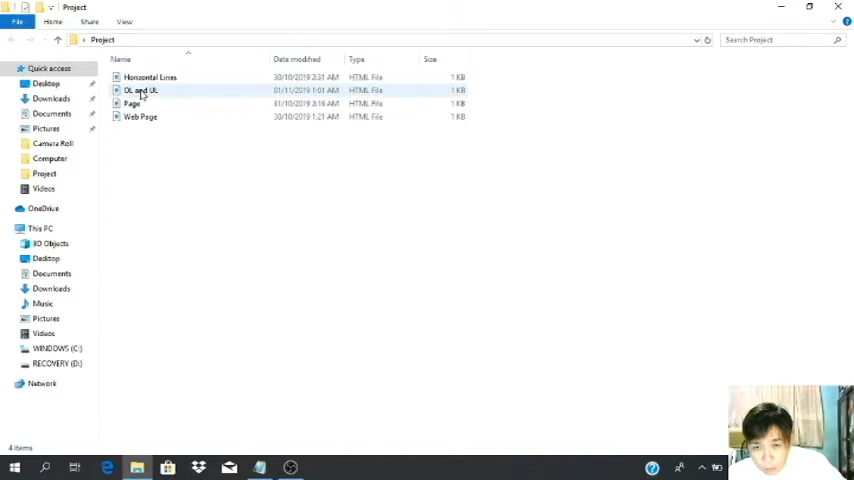 Project
File Home Share View
Project Search Project
Name Date modified Type Size
Horizontal Lines 30/10/2019 2:31 AM HTML File 1 KB
OL and UL 01/11/2019 1:01 AM HTML File 1 KB
Page 31/10/2019 2:16 AM HTML File 1 KB
Web Page 30/10/2019 1:21 AM HTML File 1 KB
Quick access
Desktop
Downloads
Documents
Pictures
Camera Roll
Computer
Project
Videos
OneDrive
This PC
3D Objects
Desktop
Documents
Downloads
Music
Pictures
Videos
WINDOWS (C:)
RECOVERY (D:)
Network
4 items